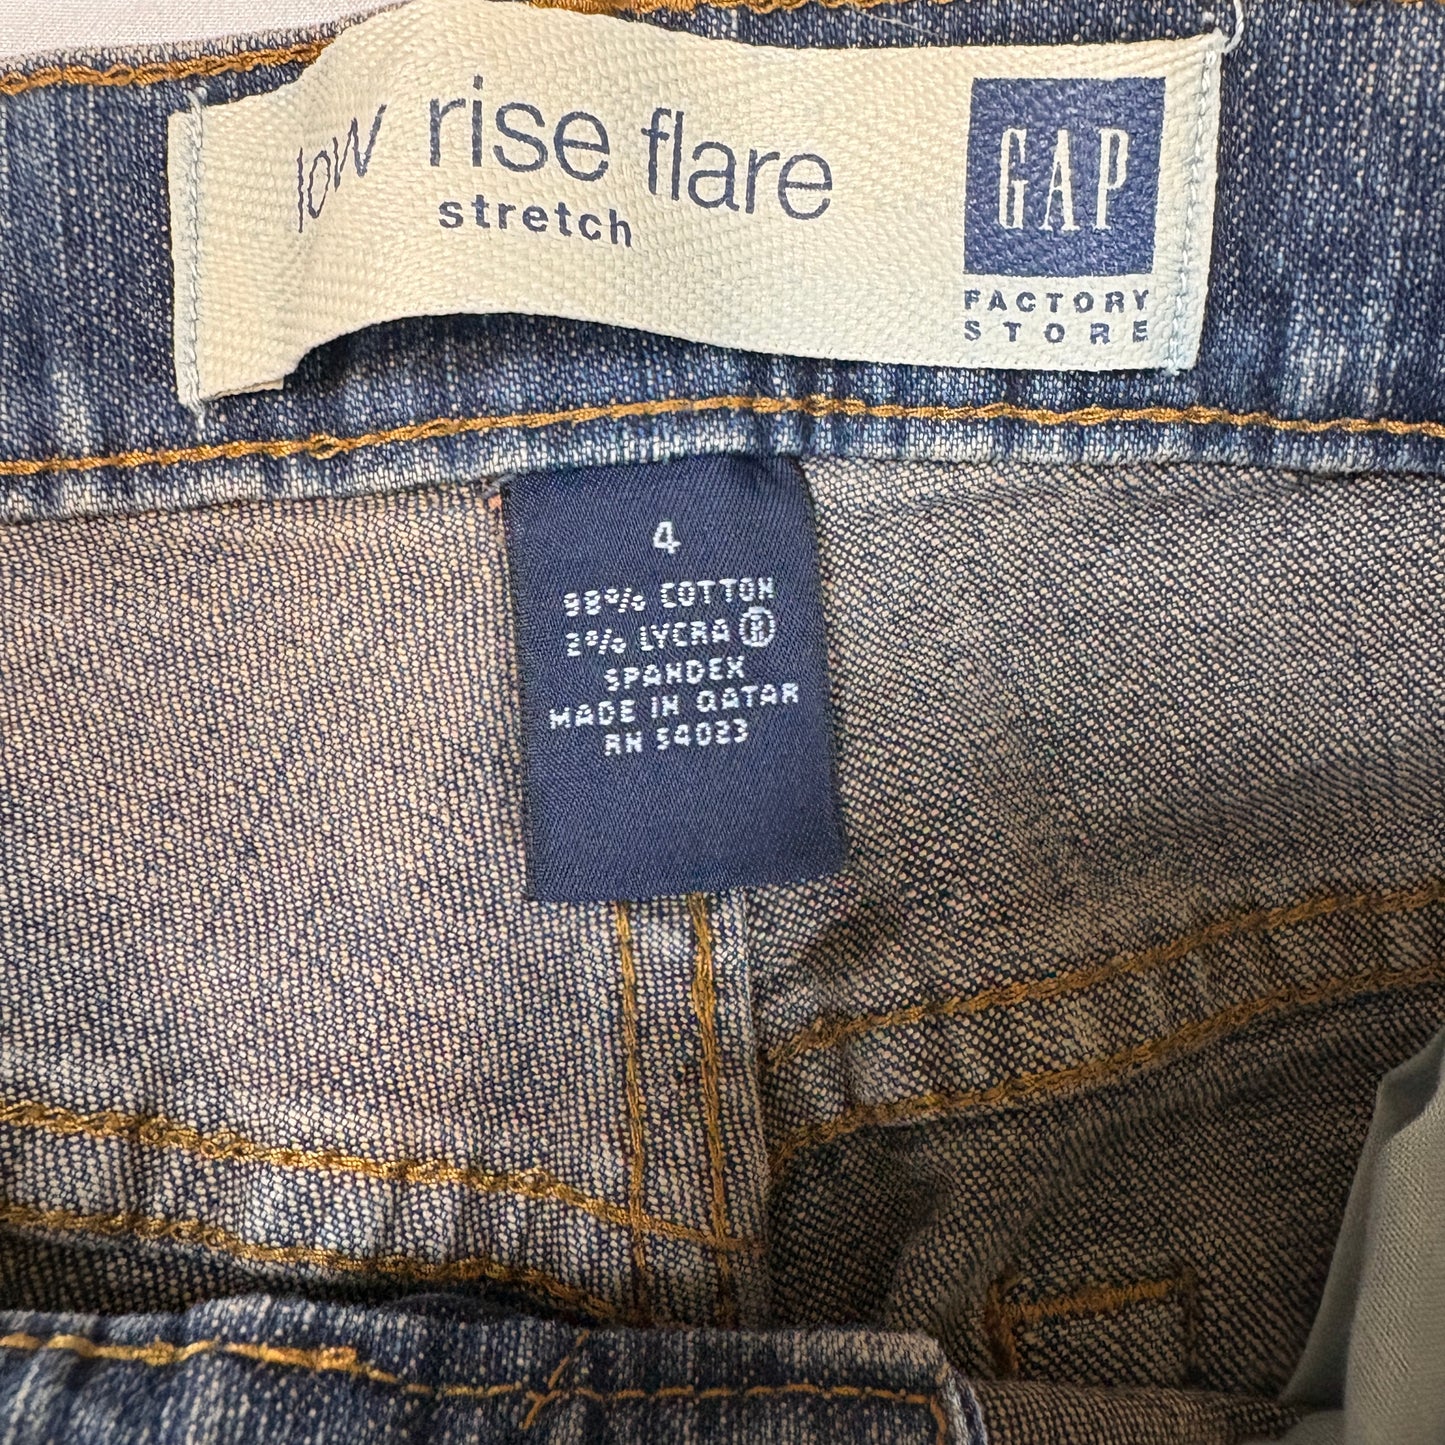 low rise flare
stretch
GAP
FACTORY
STORE
4
98% COTTON
2% LYCRA ®
SPANDEX
MADE IN QATAR
RN 54023